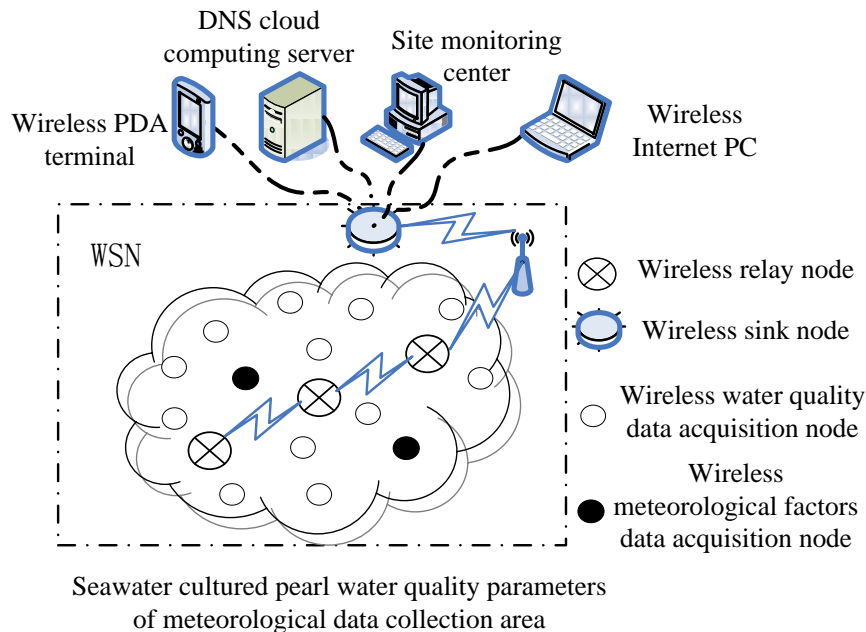 DNS cloud
computing server
Site monitoring
center
Wireless PDA
terminal
Wireless
Internet PC
WSN
Wireless relay node
Wireless sink node
Wireless water quality
data acquisition node
Wireless
meteorological factors
data acquisition node
Seawater cultured pearl water quality parameters
of meteorological data collection area